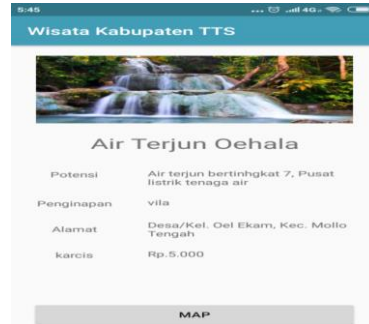 5:45 ... 4G
Wisata Kabupaten TTS
Air Terjun Oehala
Potensi Air terjun bertinhgkat 7, Pusat
listrik tenaga air
Penginapan vila
Alamat Desa/Kel. Oel Ekam, Kec. Mollo
Tengah
karcis Rp.5.000
MAP